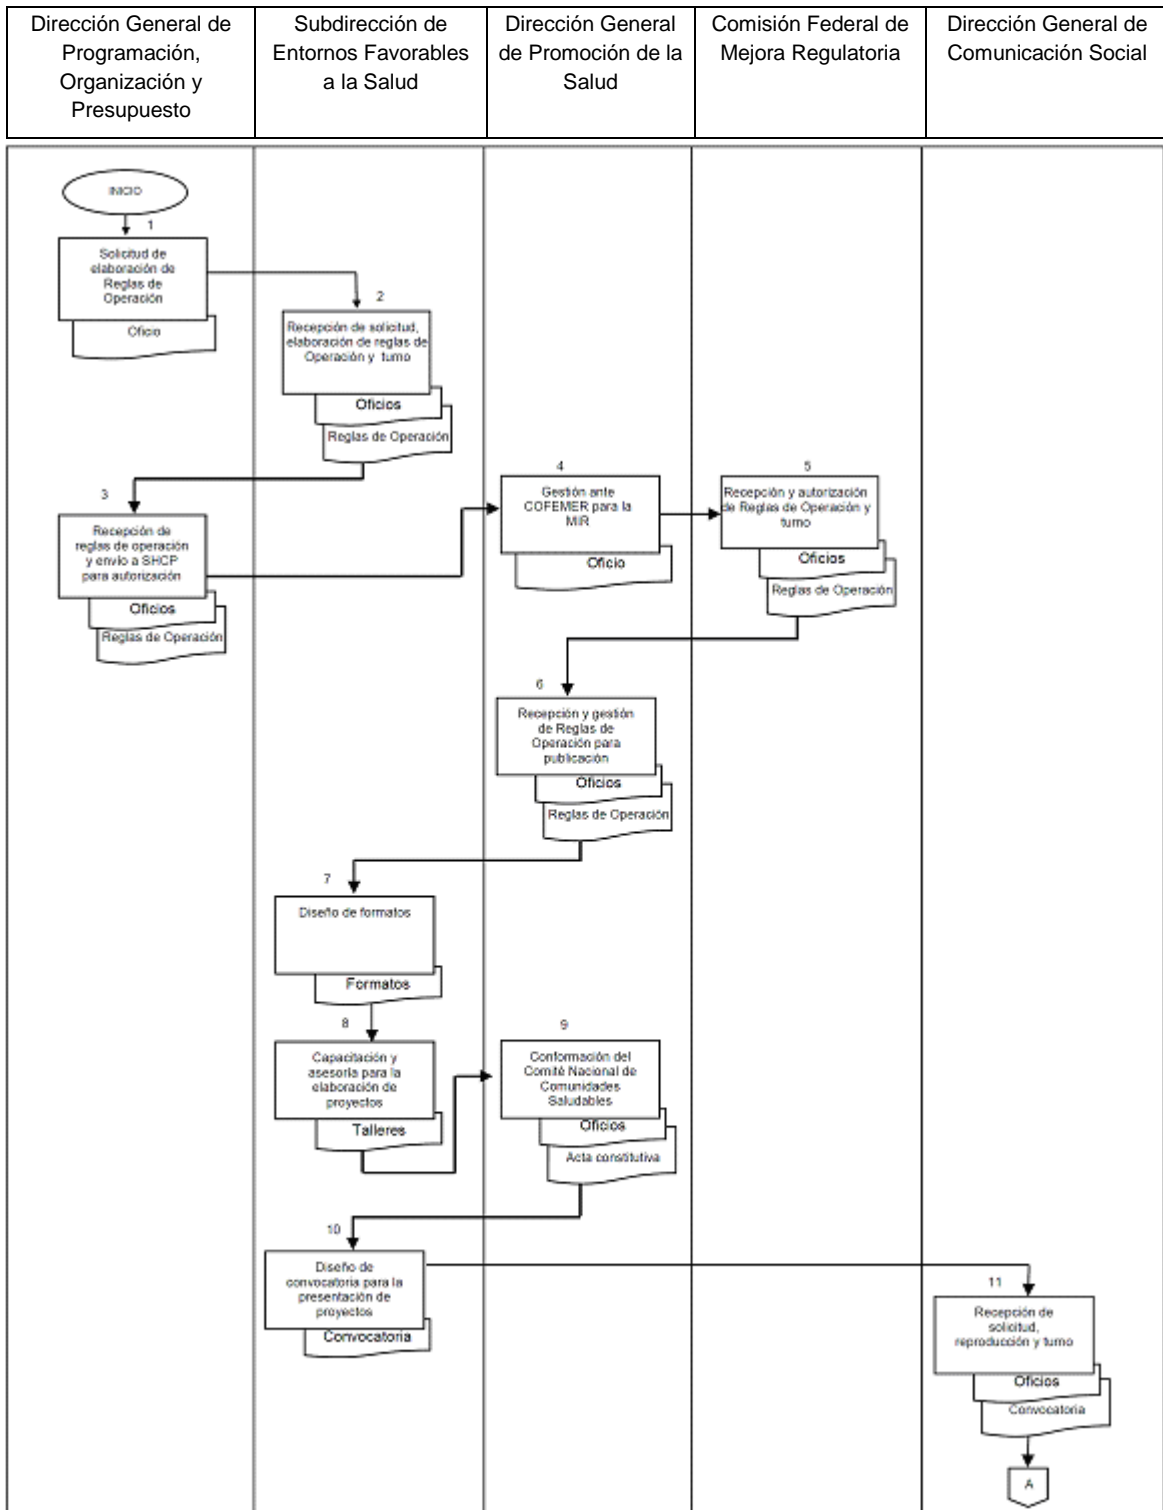 Dirección General de
Programación,
Organización y
Presupuesto
Subdirección de
Entornos Favorables
a la Salud
Dirección General
de Promoción de la
Salud
Comisión Federal de
Mejora Regulatoria
Dirección General de
Comunicación Social
INICIO
1
Solicitud de
elaboración de
Reglas de
Operación
Oficio
2
Recepción de solicitud,
elaboración de reglas de
Operación y turno
Oficios
Reglas de Operación
3
Recepción de
reglas de operación
y envío a SHCP
para autorización
Oficios
Reglas de Operación
4
Gestión ante
COFEMER para la
MIR
Oficio
5
Recepción y autorización
de Reglas de Operación y
turno
Oficios
Reglas de Operación
6
Recepción y gestión
de Reglas de
Operación para
publicación
Oficios
Reglas de Operación
7
Diseño de formatos
Formatos
8
Capacitación y
asesoría para la
elaboración de
proyectos
Talleres
9
Conformación del
Comité Nacional de
Comunidades
Saludables
Oficios
Acta constitutiva
10
Diseño de
convocatoria para la
presentación de
proyectos
Convocatoria
11
Recepción de
solicitud,
reproducción y turno
Oficios
Convocatoria
A